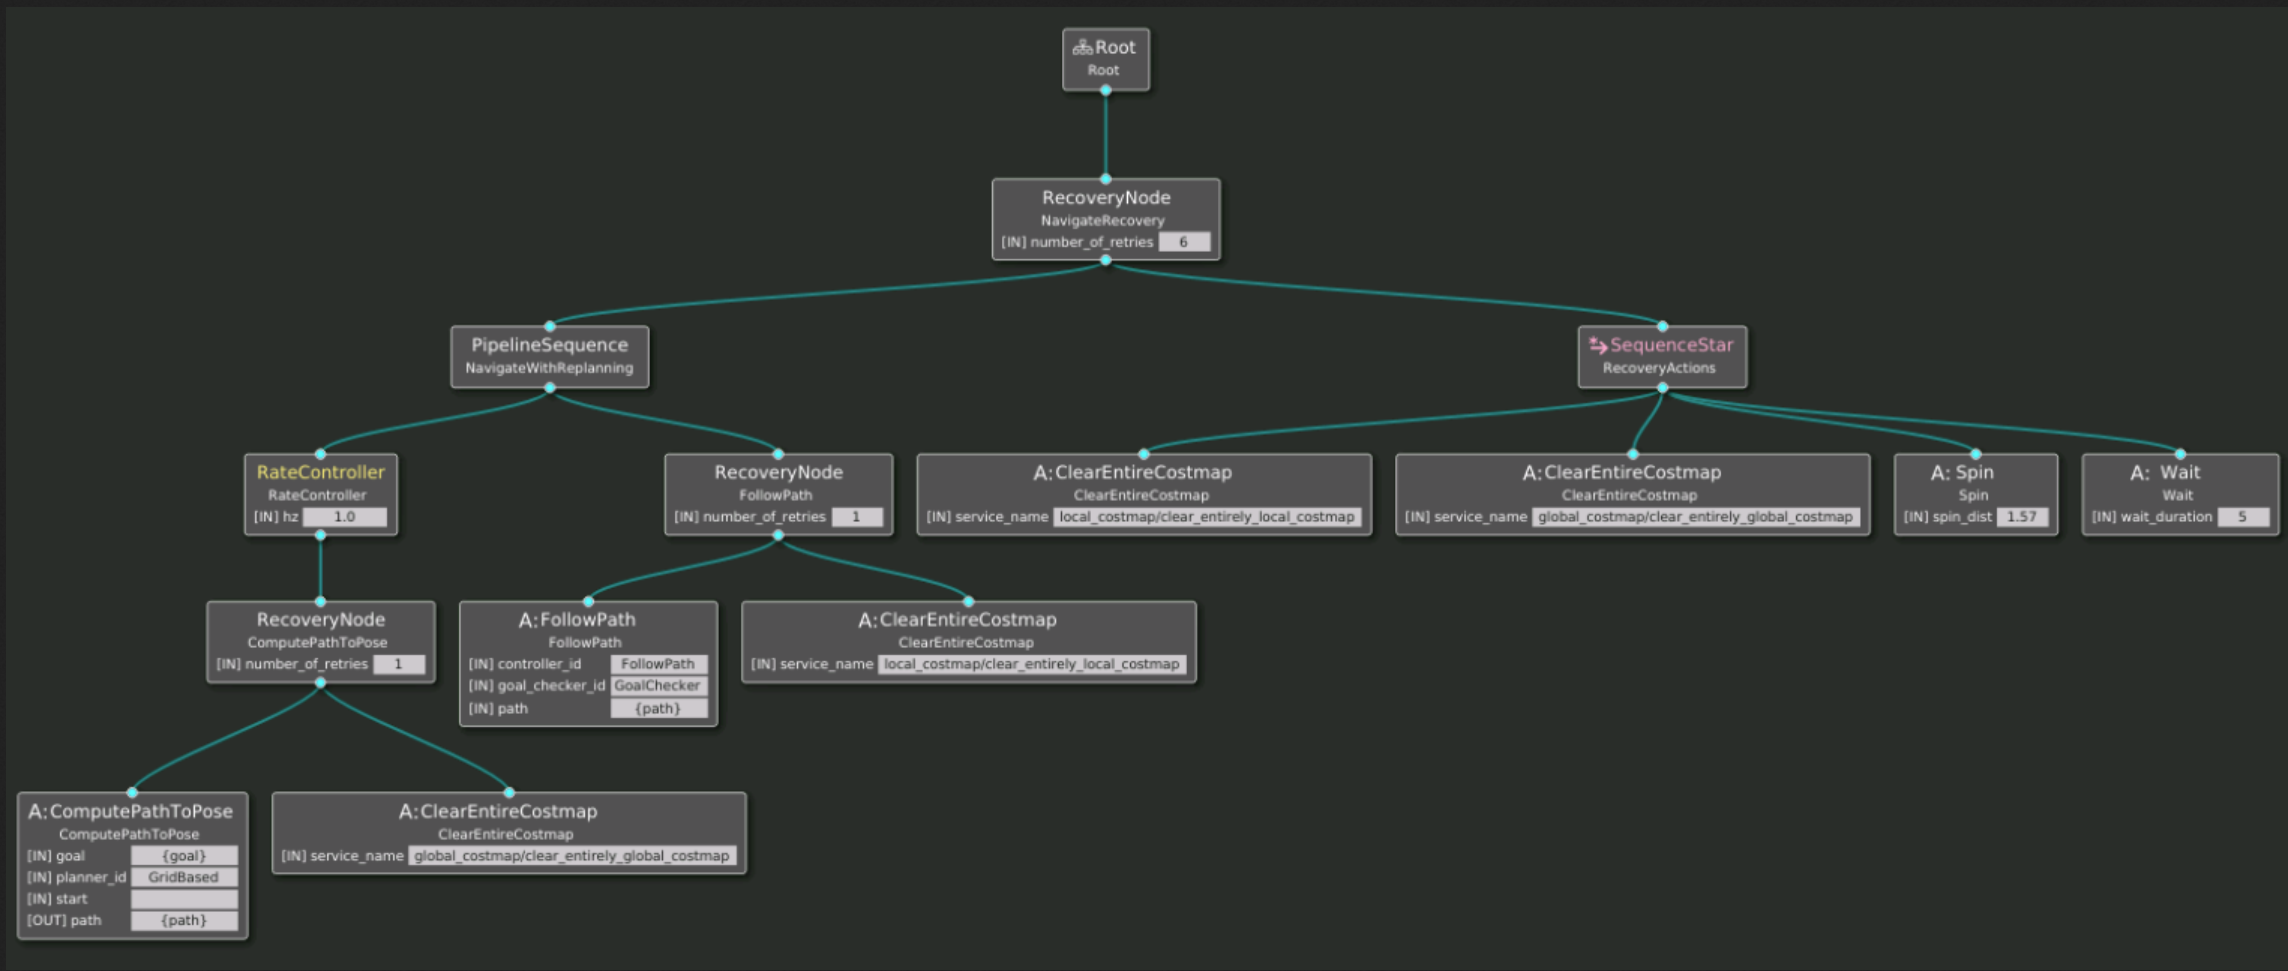 Root
Root
RecoveryNode
NavigateRecovery
[IN] number_of_retries 6
PipelineSequence
NavigateWithReplanning
SequenceStar
RecoveryActions
RateController
RateController
[IN] hz 1.0
RecoveryNode
FollowPath
[IN] number_of_retries 1
A:ClearEntireCostmap
ClearEntireCostmap
[IN] service_name local_costmap/clear_entirely_local_costmap
A:ClearEntireCostmap
ClearEntireCostmap
[IN] service_name global_costmap/clear_entirely_global_costmap
A: Spin
Spin
[IN] spin_dist 1.57
A: Wait
Wait
[IN] wait_duration 5
RecoveryNode
ComputePathToPose
[IN] number_of_retries 1
A:FollowPath
FollowPath
[IN] controller_id FollowPath
[IN] goal_checker_id GoalChecker
[IN] path {path}
A:ClearEntireCostmap
ClearEntireCostmap
[IN] service_name local_costmap/clear_entirely_local_costmap
A:ComputePathToPose
ComputePathToPose
[IN] goal {goal}
[IN] planner_id GridBased
[IN] start
[OUT] path {path}
A:ClearEntireCostmap
ClearEntireCostmap
[IN] service_name global_costmap/clear_entirely_global_costmap